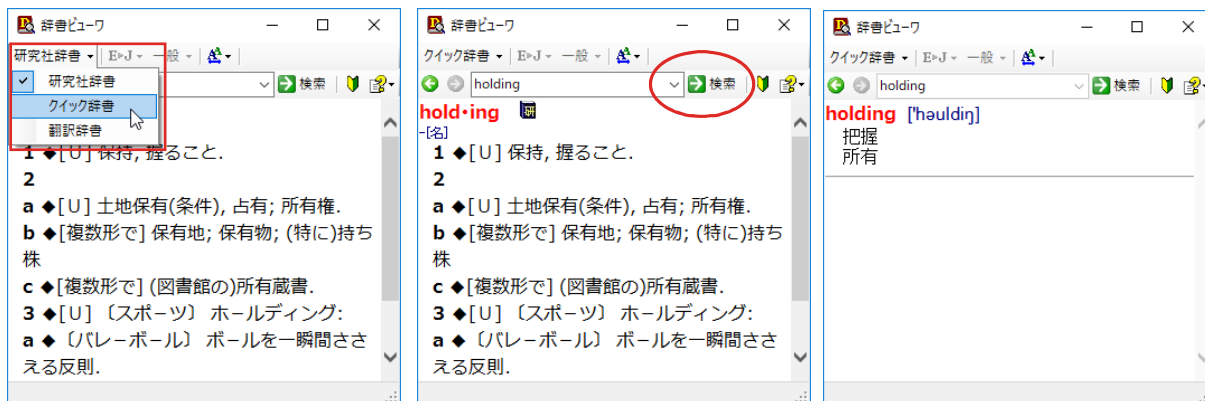 辞書ビューワ
研究社辞書 E▸J 一般
研究社辞書
クイック辞書
翻訳辞書
検索
1 ◆[U] 保持, 握ること.
2
a ◆[U] 土地保有(条件), 占有; 所有権.
b ◆[複数形で] 保有地; 保有物; (特に)持ち
株
c ◆[複数形で] (図書館の)所有蔵書.
3 ◆[U] 〔スポーツ〕 ホールディング:
a ◆〔バレーボール〕 ボールを一瞬間ささ
える反則.
辞書ビューワ
クイック辞書 E▸J 一般
holding 検索
hold・ing 研
-[名]
1 ◆[U] 保持, 握ること.
2
a ◆[U] 土地保有(条件), 占有; 所有権.
b ◆[複数形で] 保有地; 保有物; (特に)持ち
株
c ◆[複数形で] (図書館の)所有蔵書.
3 ◆[U] 〔スポーツ〕 ホールディング:
a ◆〔バレーボール〕 ボールを一瞬間ささ
える反則.
辞書ビューワ
クイック辞書 E▸J 一般
holding 検索
holding ['həuldiŋ]
把握
所有